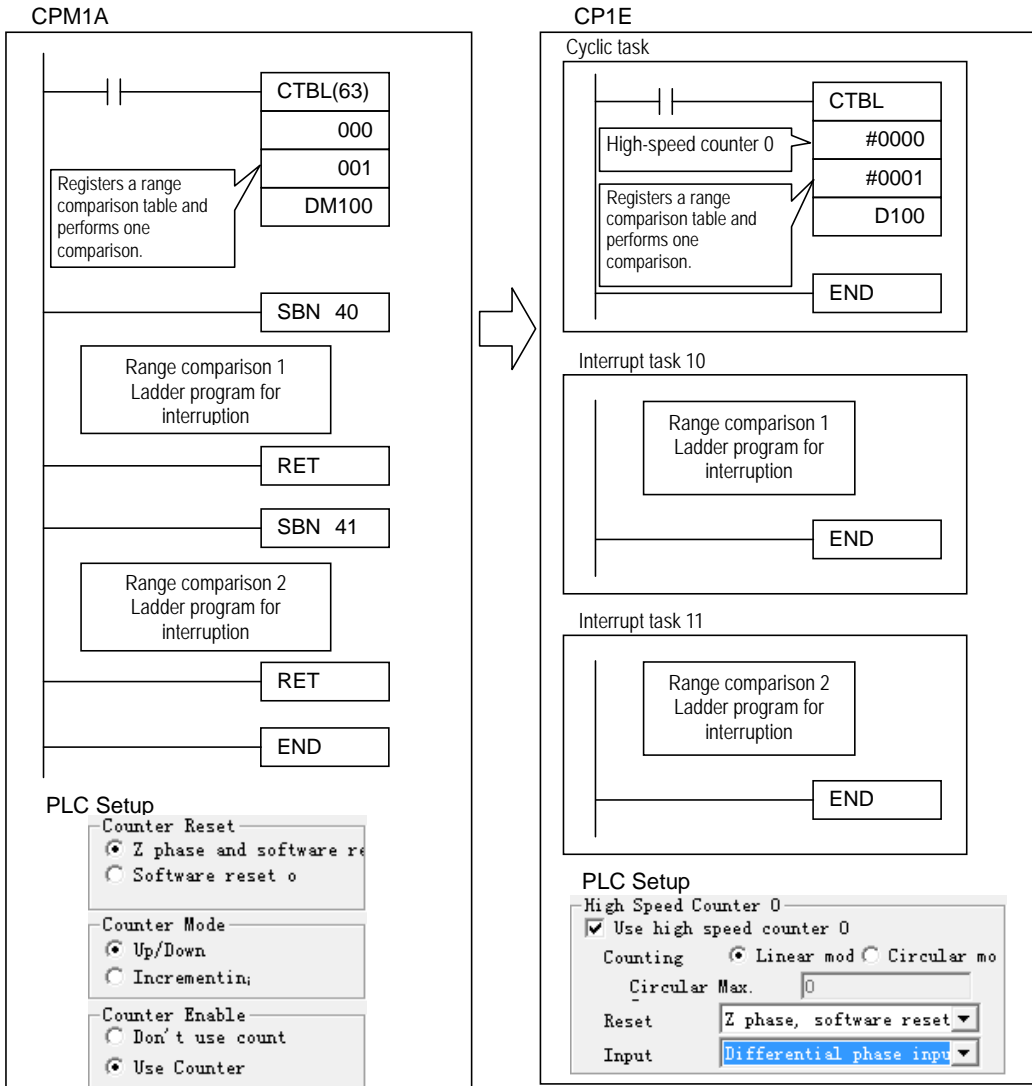 CPM1A
CTBL(63)
000
001
DM100
Registers a range
comparison table and
performs one
comparison.
SBN 40
Range comparison 1
Ladder program for
interruption
RET
SBN 41
Range comparison 2
Ladder program for
interruption
RET
END
PLC Setup
Counter Reset
Z phase and software re
Software reset o
Counter Mode
Up/Down
Incrementin;
Counter Enable
Don't use count
Use Counter
CP1E
Cyclic task
CTBL
High-speed counter 0
#0000
#0001
D100
Registers a range
comparison table and
performs one
comparison.
END
Interrupt task 10
Range comparison 1
Ladder program for
interruption
END
Interrupt task 11
Range comparison 2
Ladder program for
interruption
END
PLC Setup
High Speed Counter 0
Use high speed counter 0
Counting Linear mod Circular mo
Circular Max. 0
Reset Z phase, software reset
Input Differential phase inpu